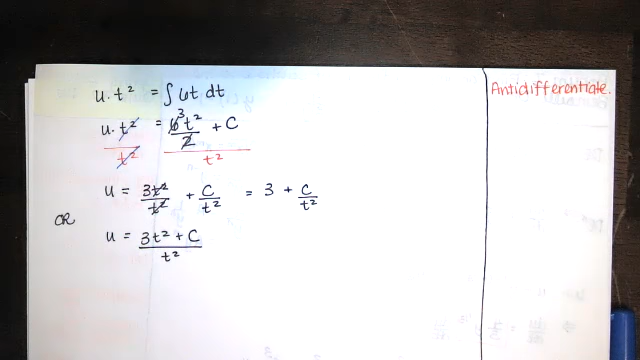 u · t² = ∫ 6t dt
Antidifferentiate.
u · t² / t² = (6³t²/2 + C) / t²
u = 3t²/t² + C/t² = 3 + C/t²
OR
u = (3t² + C)/t²